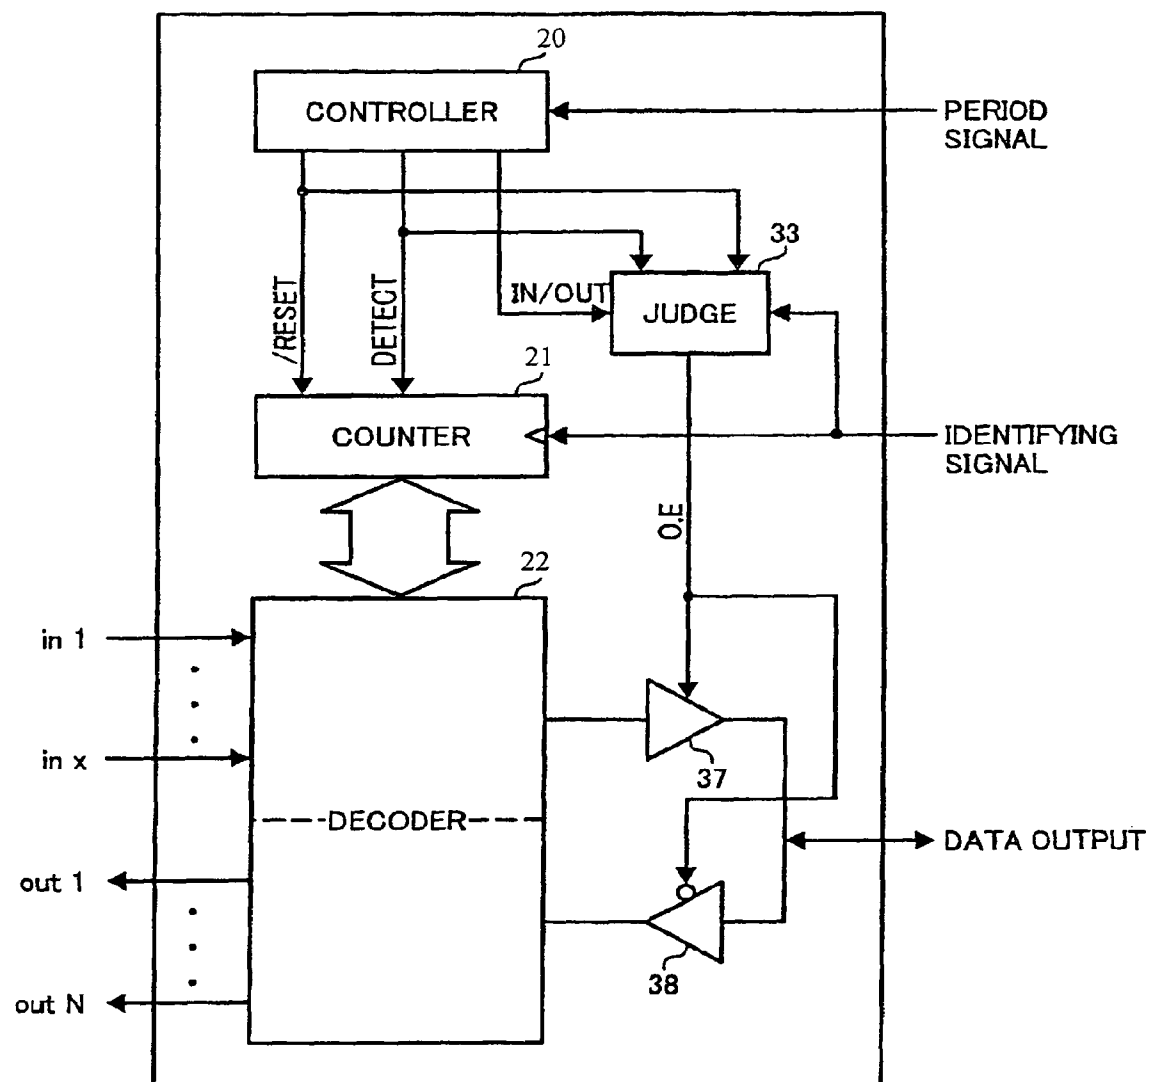 20
CONTROLLER
PERIOD
SIGNAL
33
/RESET
DETECT
IN/OUT
JUDGE
21
COUNTER
IDENTIFYING
SIGNAL
O.E
22
in 1
in x
37
DECODER
DATA OUTPUT
out 1
38
out N